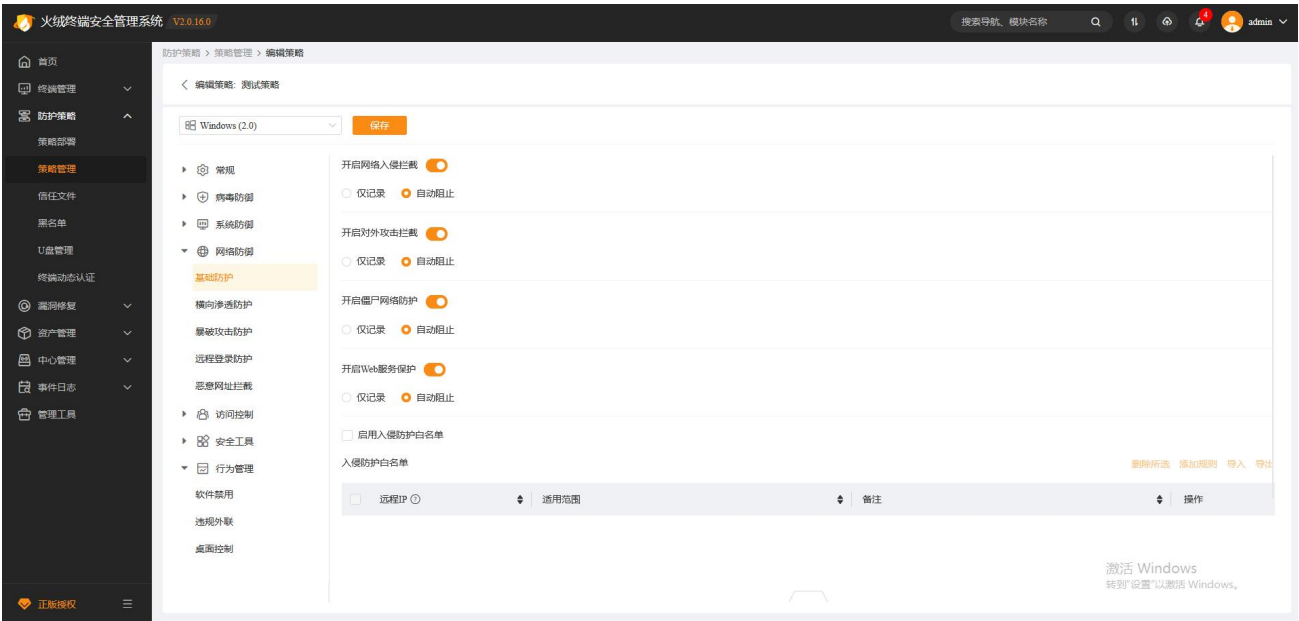 火绒终端安全管理系统 V2.0.16.0
搜索导航、模块名称
4
admin
首页
终端管理
防护策略
策略部署
策略管理
信任文件
黑名单
U盘管理
终端动态认证
漏洞修复
资产管理
中心管理
事件日志
管理工具
正版授权
防护策略 > 策略管理 > 编辑策略
编辑策略: 测试策略
Windows (2.0)
保存
常规
病毒防御
系统防御
网络防御
基础防护
横向渗透防护
暴破攻击防护
远程登录防护
恶意网址拦截
访问控制
安全工具
行为管理
软件禁用
违规外联
桌面控制
开启网络入侵拦截
仅记录 自动阻止
开启对外攻击拦截
仅记录 自动阻止
开启僵尸网络防护
仅记录 自动阻止
开启Web服务保护
仅记录 自动阻止
启用入侵防护白名单
入侵防护白名单
删除所选 添加规则 导入 导出
远程IP 适用范围 备注 操作
激活 Windows
转到"设置"以激活 Windows。